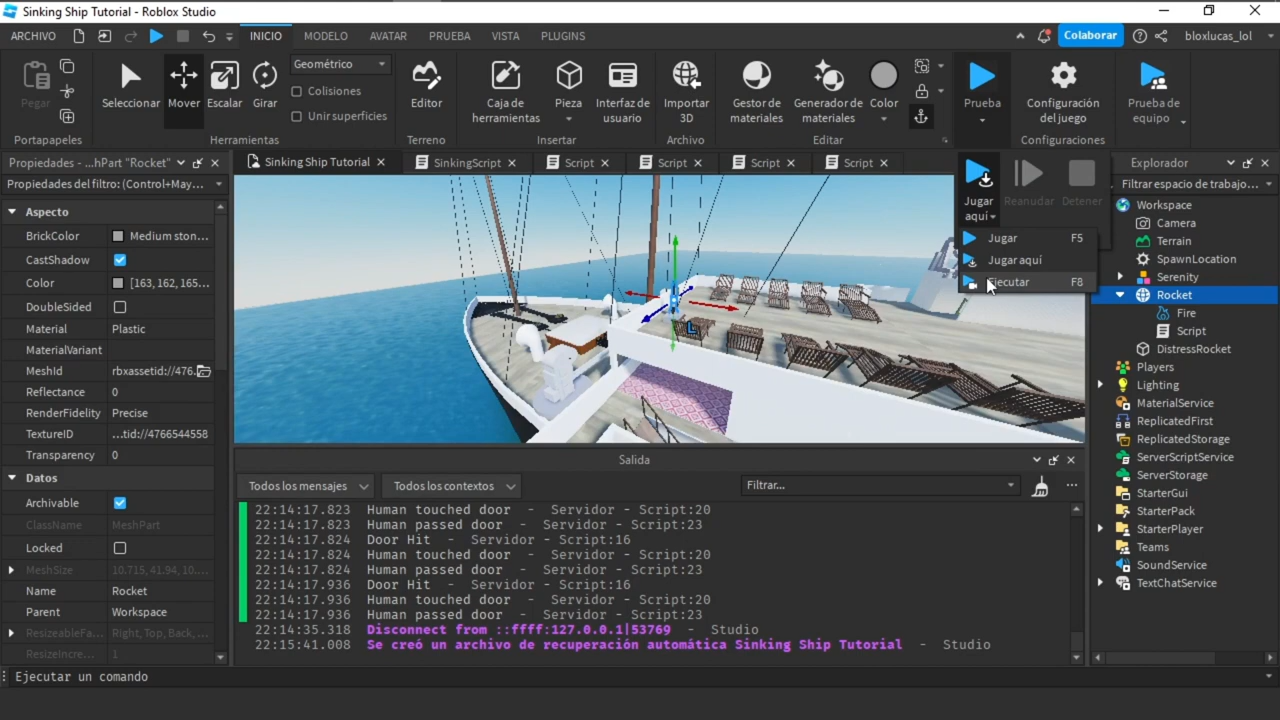 Sinking Ship Tutorial - Roblox Studio
ARCHIVO
INICIO
MODELO
AVATAR
PRUEBA
VISTA
PLUGINS
Colaborar
bloxlucas_lol
Pegar
Portapapeles
Seleccionar
Mover
Escalar
Girar
Geométrico
Colisiones
Unir superficies
Herramientas
Editor
Terreno
Caja de
herramientas
Pieza
Interfaz de
usuario
Insertar
Importar
3D
Archivo
Gestor de
materiales
Generador de
materiales
Color
Editar
Prueba
Configuración
del juego
Configuraciones
Prueba de
equipo
Propiedades - ...hPart "Rocket"
Sinking Ship Tutorial
SinkingScript
Script
Script
Script
Script
Explorador
Propiedades del filtro: (Control+May...
Aspecto
BrickColor Medium ston...
CastShadow
Color [163, 162, 165...
DoubleSided
Material Plastic
MaterialVariant
MeshId rbxassetid://476...
Reflectance 0
RenderFidelity Precise
TextureID ...tid://4766544558
Transparency 0
Datos
Archivable
ClassName MeshPart
Locked
MeshSize 10.715, 41.94, 10....
Name Rocket
Parent Workspace
ResizeableFa... Right, Top, Back,...
ResizeIncre... 1
Jugar
aquí
Reanudar
Detener
Jugar F5
Jugar aquí
Ejecutar F8
L
Filtrar espacio de trabajo...
Workspace
Camera
Terrain
SpawnLocation
Serenity
Rocket
Fire
Script
DistressRocket
Players
Lighting
MaterialService
ReplicatedFirst
ReplicatedStorage
ServerScriptService
ServerStorage
StarterGui
StarterPack
StarterPlayer
Teams
SoundService
TextChatService
Salida
Todos los mensajes
Todos los contextos
Filtrar...
22:14:17.823 Human touched door - Servidor - Script:20
22:14:17.823 Human passed door - Servidor - Script:23
22:14:17.824 Door Hit - Servidor - Script:16
22:14:17.824 Human touched door - Servidor - Script:20
22:14:17.824 Human passed door - Servidor - Script:23
22:14:17.936 Door Hit - Servidor - Script:16
22:14:17.936 Human touched door - Servidor - Script:20
22:14:17.936 Human passed door - Servidor - Script:23
22:14:35.318 Disconnect from ::ffff:127.0.0.1|53769 - Studio
22:15:41.008 Se creó un archivo de recuperación automática Sinking Ship Tutorial - Studio
Ejecutar un comando